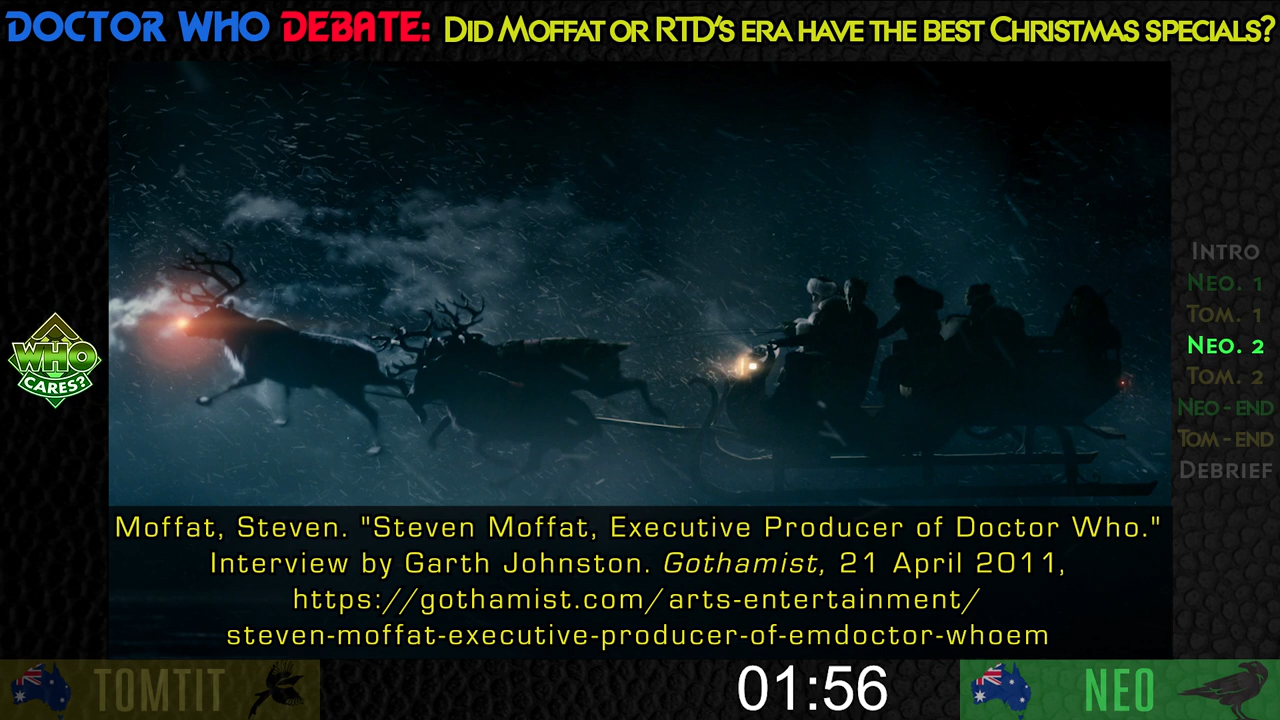 DOCTOR WHO DEBATE: DID MOFFAT OR RTD'S ERA HAVE THE BEST CHRISTMAS SPECIALS?
INTRO
NEO. 1
TOM. 1
WHO
CARES?
NEO. 2
TOM. 2
NEO - END
TOM - END
DEBRIEF
Moffat, Steven. "Steven Moffat, Executive Producer of Doctor Who."
Interview by Garth Johnston. Gothamist, 21 April 2011,
https://gothamist.com/arts-entertainment/
steven-moffat-executive-producer-of-emdoctor-whoem
TOMTIT
01:56
NEO